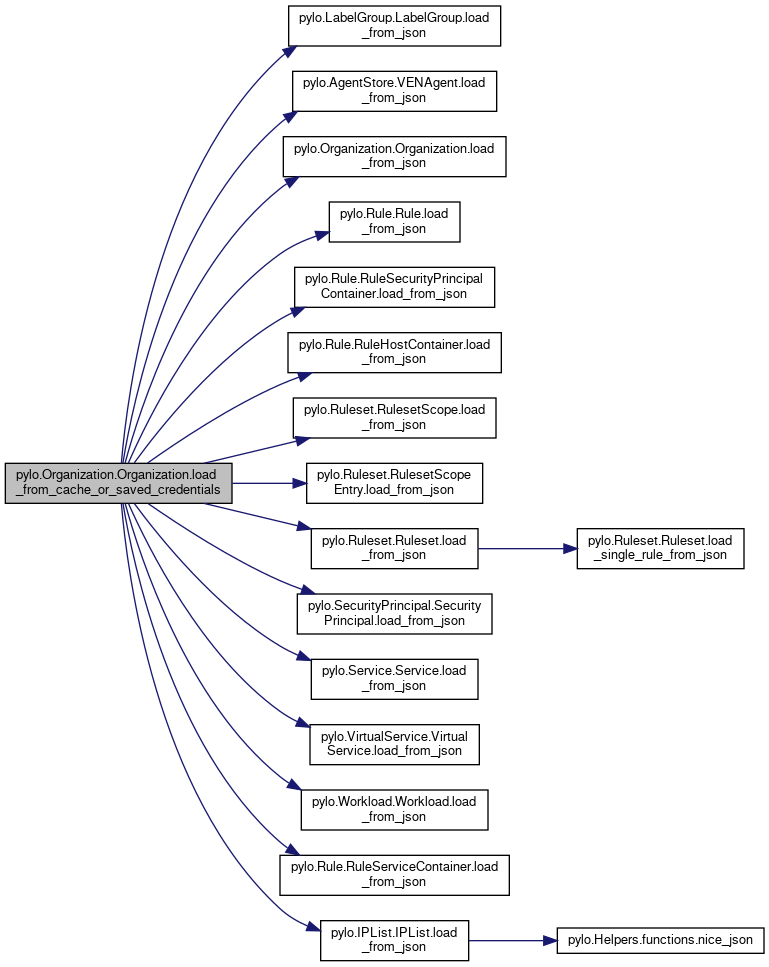 pylo.LabelGroup.LabelGroup.load
_from_json
pylo.AgentStore.VENAgent.load
_from_json
pylo.Organization.Organization.load
_from_json
pylo.Rule.Rule.load
_from_json
pylo.Rule.RuleSecurityPrincipal
Container.load_from_json
pylo.Rule.RuleHostContainer.load
_from_json
pylo.Ruleset.RulesetScope.load
_from_json
pylo.Organization.Organization.load
_from_cache_or_saved_credentials
pylo.Ruleset.RulesetScope
Entry.load_from_json
pylo.Ruleset.Ruleset.load
_from_json
pylo.Ruleset.Ruleset.load
_single_rule_from_json
pylo.SecurityPrincipal.Security
Principal.load_from_json
pylo.Service.Service.load
_from_json
pylo.VirtualService.Virtual
Service.load_from_json
pylo.Workload.Workload.load
_from_json
pylo.Rule.RuleServiceContainer.load
_from_json
pylo.IPList.IPList.load
_from_json
pylo.Helpers.functions.nice_json